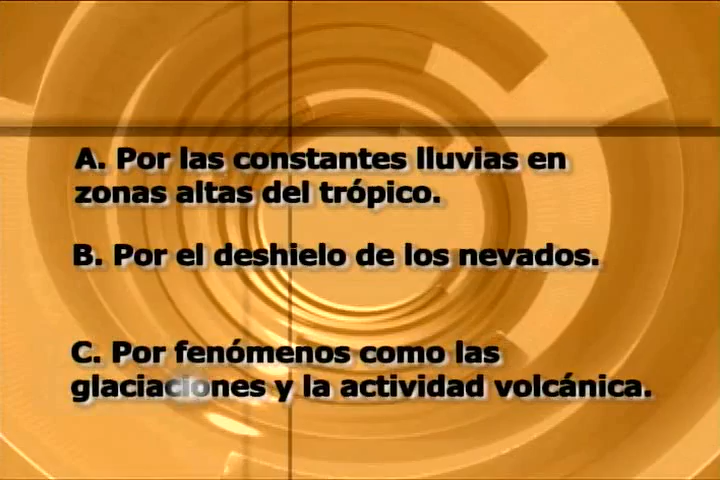 A. Por las constantes lluvias en
zonas altas del trópico.
B. Por el deshielo de los nevados.
C. Por fenómenos como las
glaciaciones y la actividad volcánica.